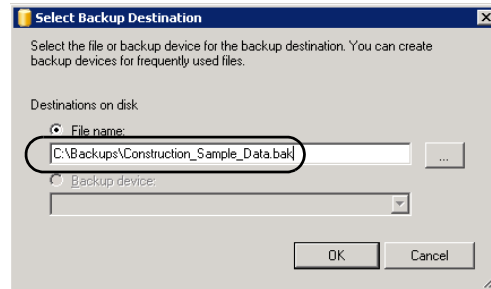 Select Backup Destination
Select the file or backup device for the backup destination. You can create
backup devices for frequently used files.
Destinations on disk
File name:
C:\Backups\Construction_Sample_Data.bak
...
Backup device:
OK
Cancel